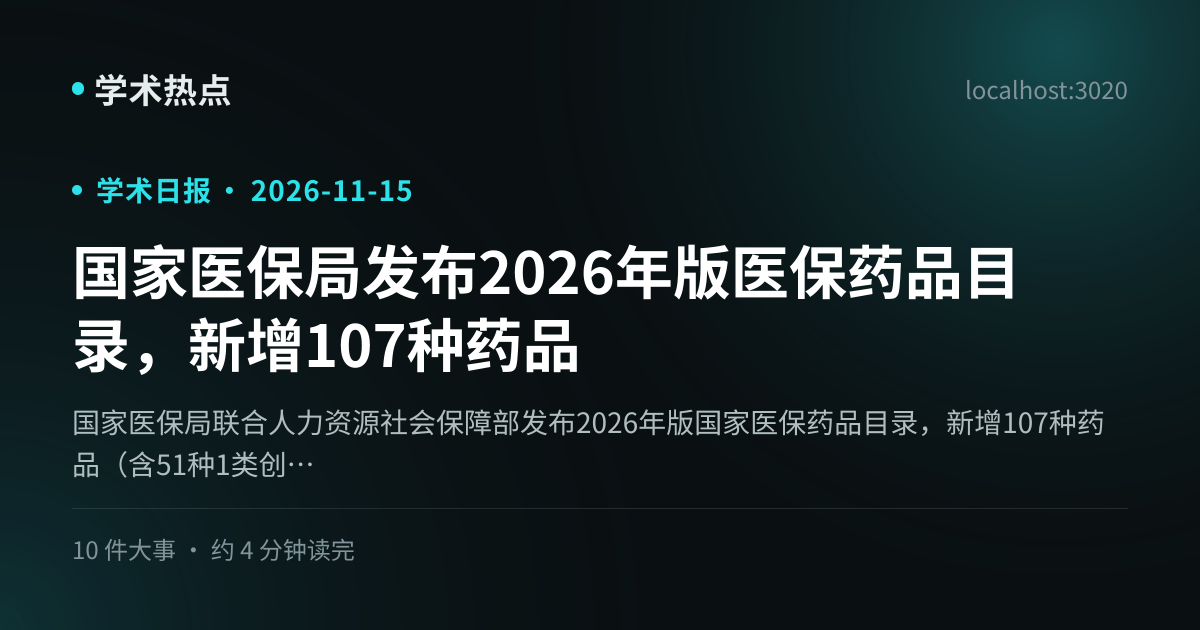 学术热点
localhost:3020
学术日报 · 2026-11-15
国家医保局发布2026年版医保药品目
录，新增107种药品
国家医保局联合人力资源社会保障部发布2026年版国家医保药品目录，新增107种药
品（含51种1类创…
10 件大事 · 约 4 分钟读完